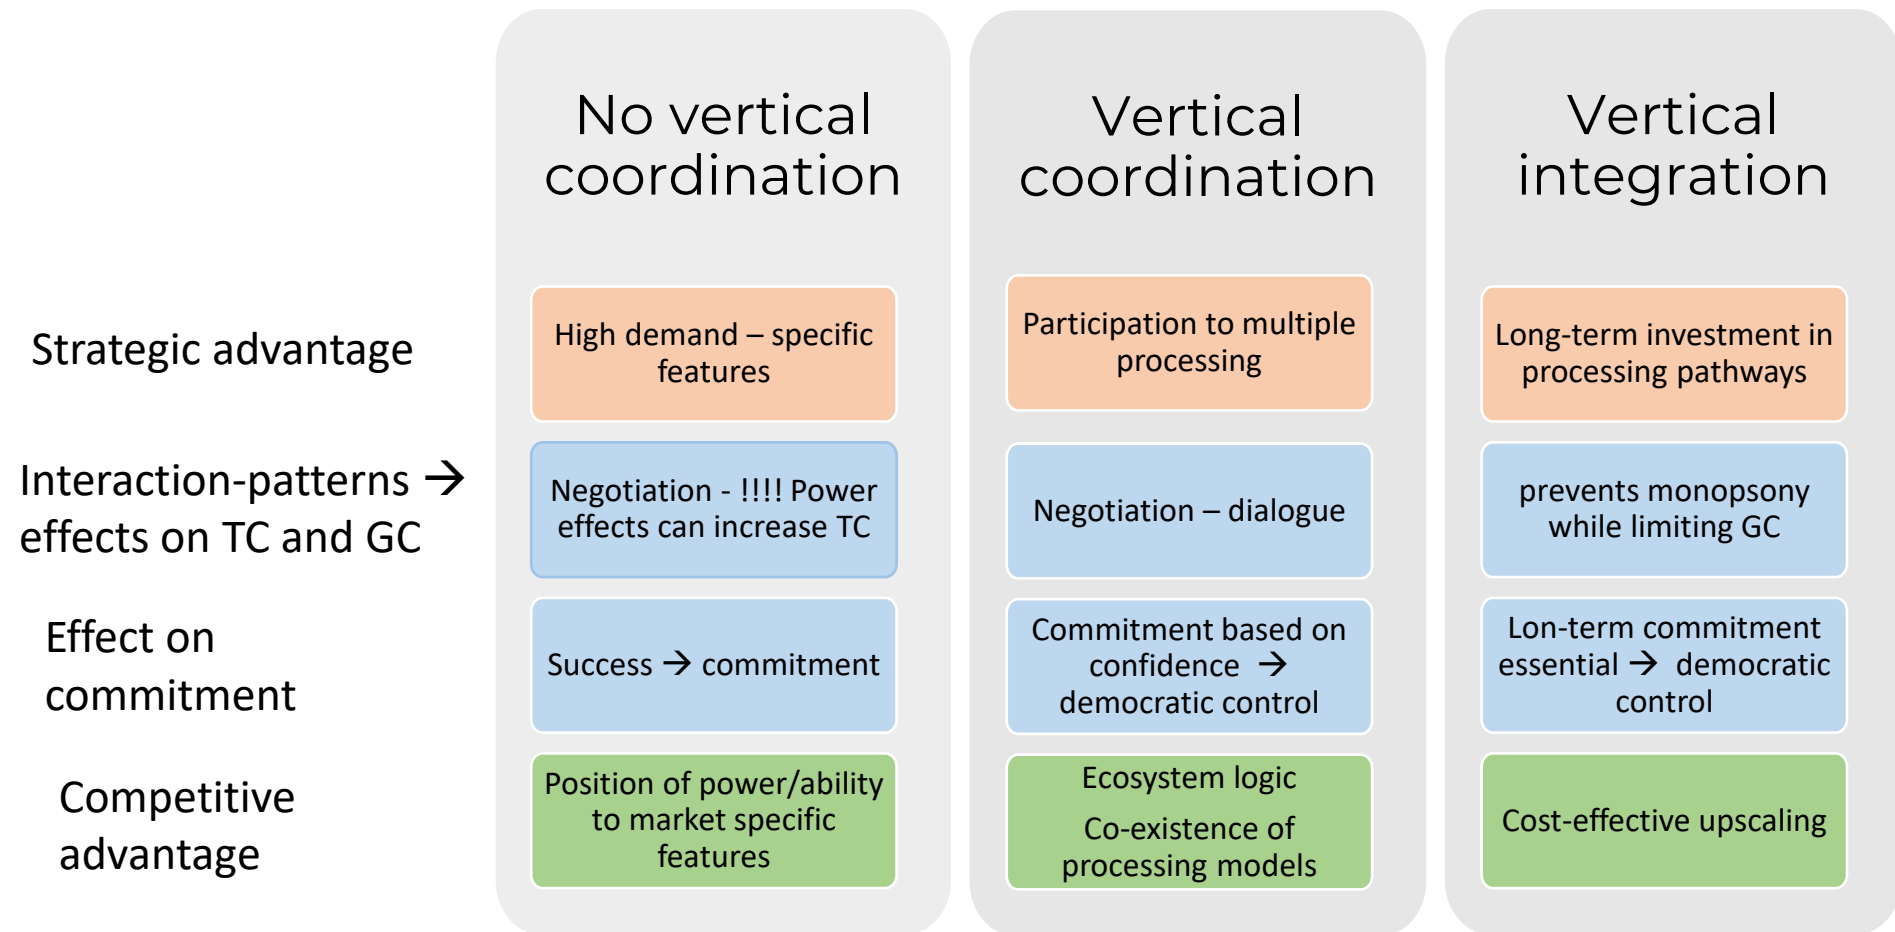 No vertical
coordination
Vertical
coordination
Vertical
integration
Strategic advantage
High demand – specific
features
Participation to multiple
processing
Long-term investment in
processing pathways
Interaction-patterns →
effects on TC and GC
Negotiation - !!!! Power
effects can increase TC
Negotiation – dialogue
prevents monopsony
while limiting GC
Effect on
commitment
Success → commitment
Commitment based on
confidence →
democratic control
Lon-term commitment
essential → democratic
control
Competitive
advantage
Position of power/ability
to market specific
features
Ecosystem logic
Co-existence of
processing models
Cost-effective upscaling